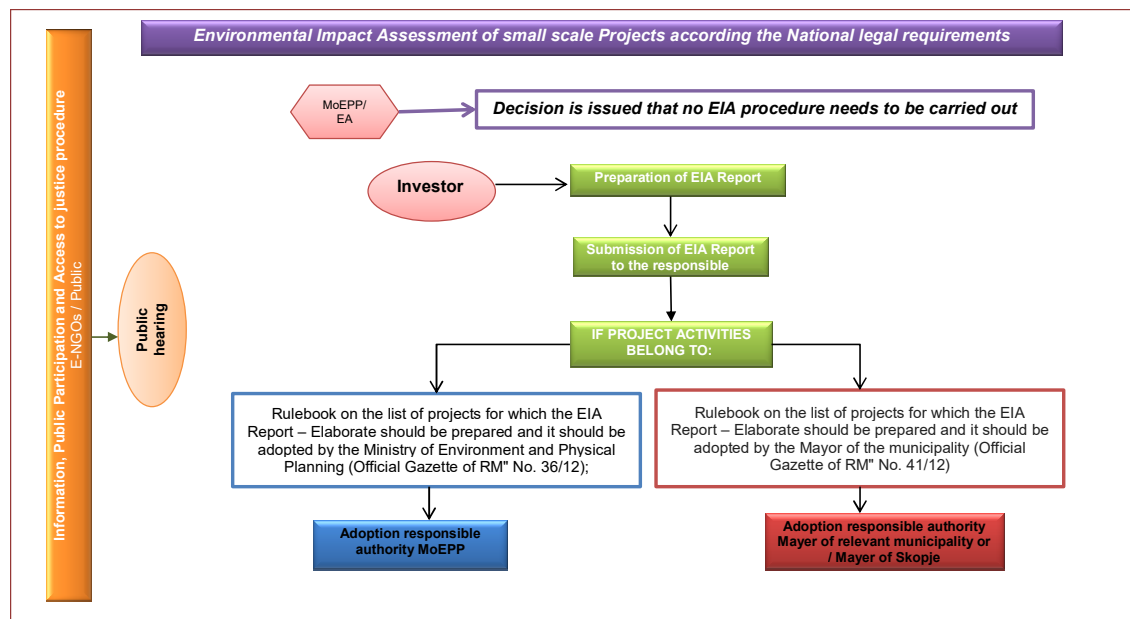 Environmental Impact Assessment of small scale Projects according the National legal requirements
MoEPP/
EA
Decision is issued that no EIA procedure needs to be carried out
Investor
Preparation of EIA Report
Submission of EIA Report
to the responsible
IF PROJECT ACTIVITIES
BELONG TO:
Information, Public Participation and Access to justice procedure
E-NGOs / Public
Public
hearing
Rulebook on the list of projects for which the EIA
Report – Elaborate should be prepared and it should be
adopted by the Ministry of Environment and Physical
Planning (Official Gazette of RM" No. 36/12);
Rulebook on the list of projects for which the EIA
Report – Elaborate should be prepared and it should be
adopted by the Mayor of the municipality (Official
Gazette of RM" No. 41/12)
Adoption responsible
authority MoEPP
Adoption responsible authority
Mayer of relevant municipality or
/ Mayer of Skopje